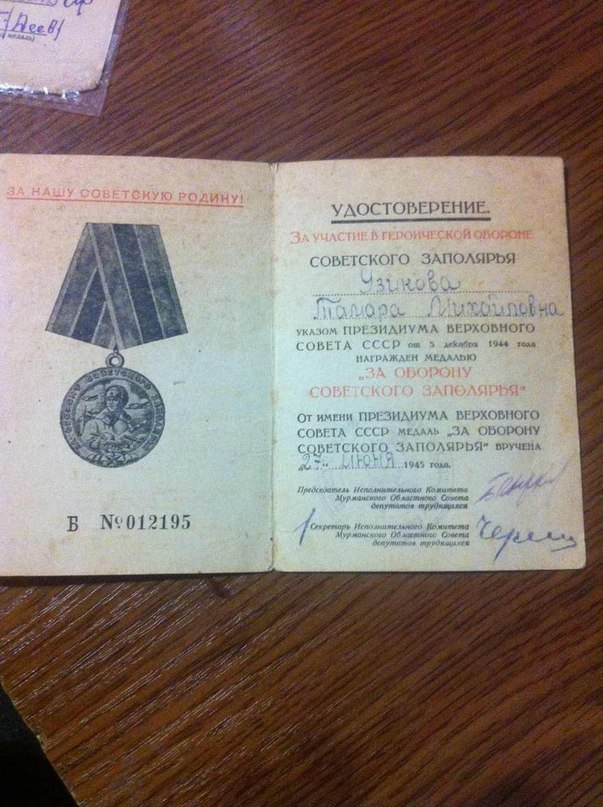 ЗА НАШУ СОВЕТСКУЮ РОДИНУ!
Б №012195
УДОСТОВЕРЕНИЕ.
ЗА УЧАСТИЕ В ГЕРОИЧЕСКОЙ ОБОРОНЕ
СОВЕТСКОГО ЗАПОЛЯРЬЯ
Узикова
Тамара Михайловна
УКАЗОМ ПРЕЗИДИУМА ВЕРХОВНОГО
СОВЕТА СССР от 5 декабря 1944 года
НАГРАЖДЕН МЕДАЛЬЮ
„ЗА ОБОРОНУ
СОВЕТСКОГО ЗАПОЛЯРЬЯ“
ОТ ИМЕНИ ПРЕЗИДИУМА ВЕРХОВНОГО
СОВЕТА СССР МЕДАЛЬ „ЗА ОБОРОНУ
СОВЕТСКОГО ЗАПОЛЯРЬЯ“ ВРУЧЕНА
„27“ июня 1945 года.
Председатель Исполнительного Комитета
Мурманского Областного Совета
депутатов трудящихся
Секретарь Исполнительного Комитета
Мурманского Областного Совета
депутатов трудящихся